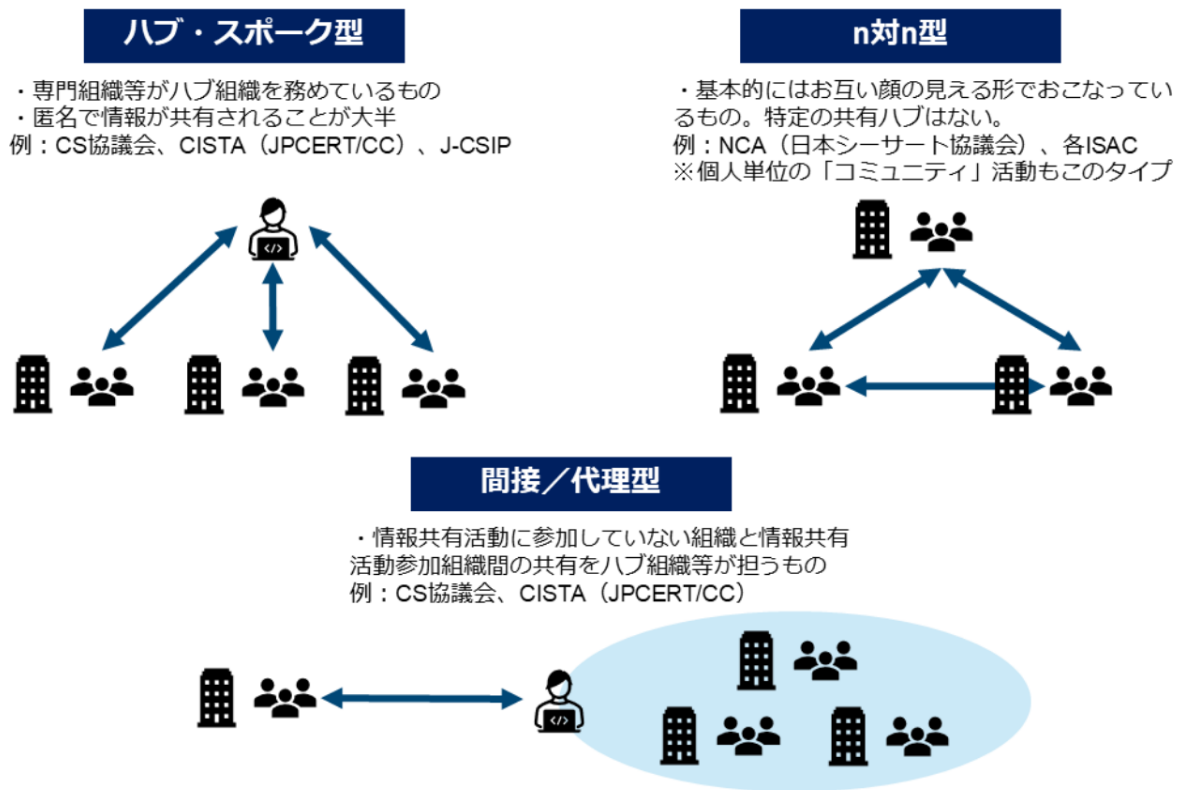 ハブ・スポーク型
・専門組織等がハブ組織を務めているもの
・匿名で情報が共有されることが大半
例：CS協議会、CISTA（JPCERT/CC）、J-CSIP
n対n型
・基本的にはお互い顔の見える形でおこなってい
るもの。特定の共有ハブはない。
例：NCA（日本シーサート協議会）、各ISAC
※個人単位の「コミュニティ」活動もこのタイプ
</>
</>
間接／代理型
・情報共有活動に参加していない組織と情報共有
活動参加組織間の共有をハブ組織等が担うもの
例：CS協議会、CISTA（JPCERT/CC）
</>